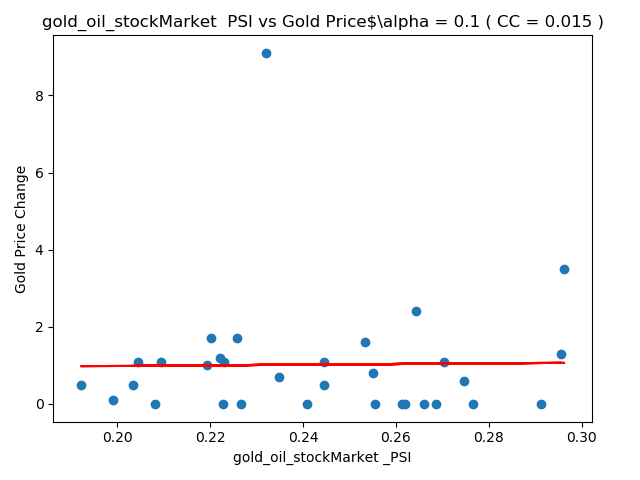 gold_oil_stockMarket  PSI vs Gold Price$\alpha = 0.1 ( CC = 0.015 )
8
6
4
2
0
Gold Price Change
0.20 0.22 0.24 0.26 0.28 0.30
gold_oil_stockMarket _PSI